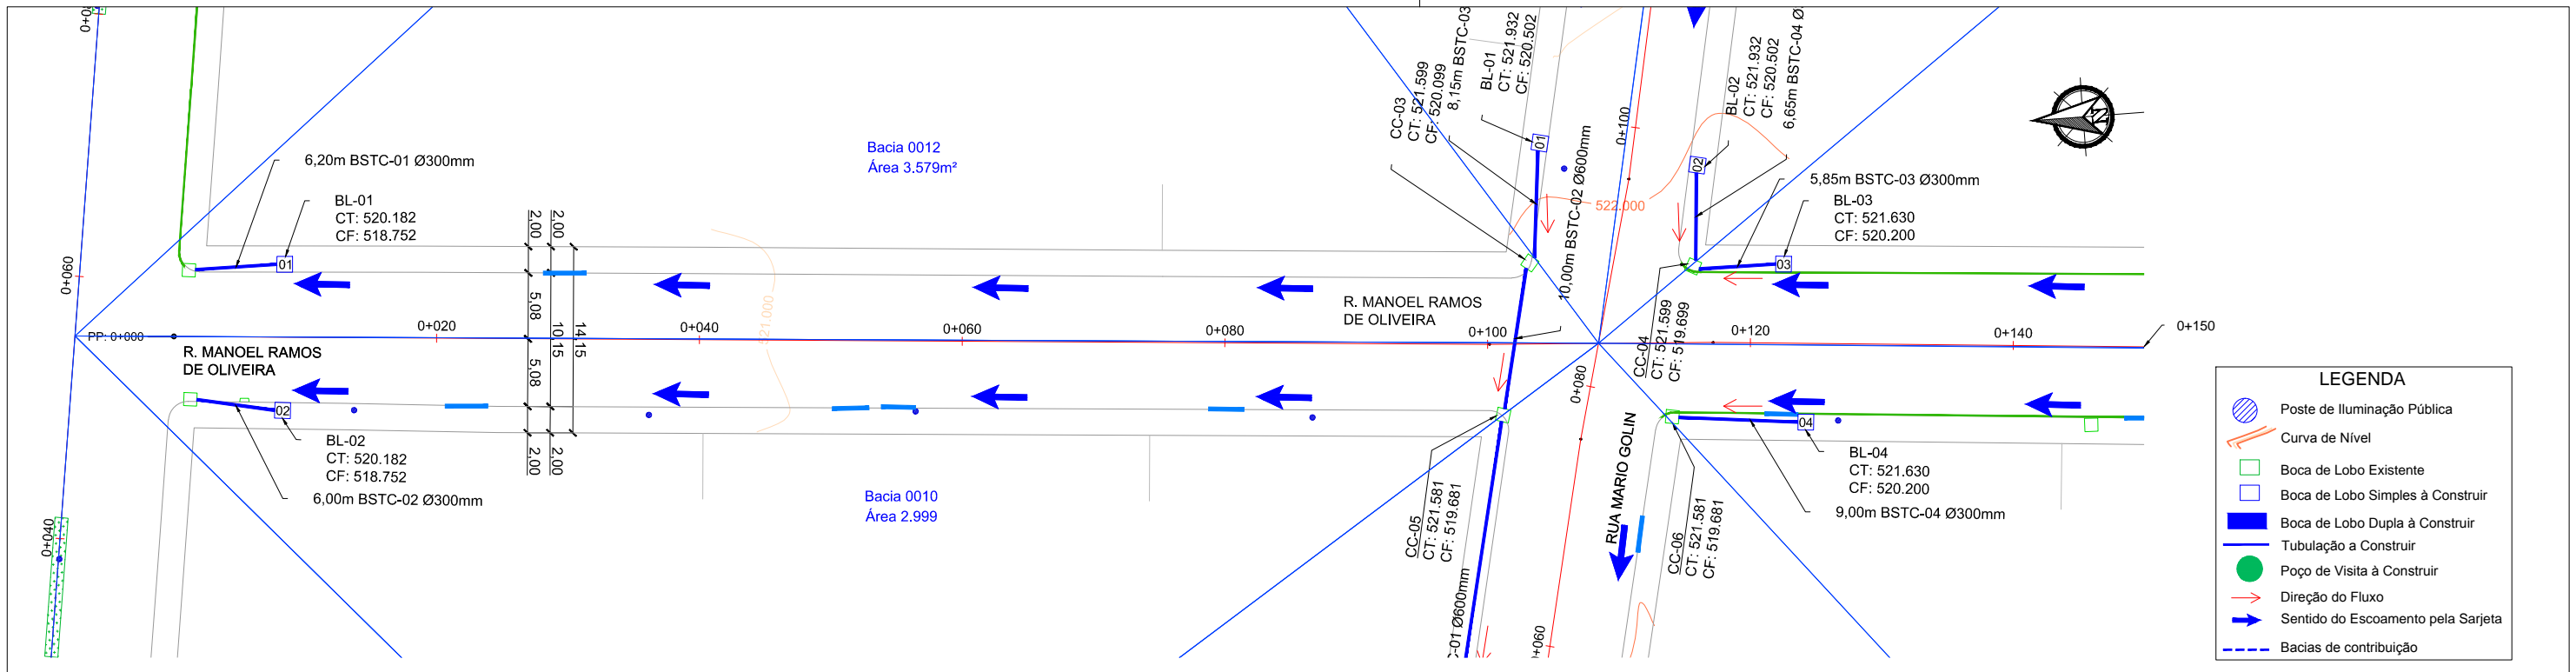 0+060
0+040
PP: 0+000
6,20m BSTC-01 Ø300mm
BL-01
CT: 520.182
CF: 518.752
01
R. MANOEL RAMOS
DE OLIVEIRA
02
BL-02
CT: 520.182
CF: 518.752
6,00m BSTC-02 Ø300mm
0+020
2,00
2,00
5,08
10,15
14,15
5,08
2,00
2,00
0+040
521.000
Bacia 0012
Área 3.579m²
Bacia 0010
Área 2.999
0+060
0+080
R. MANOEL RAMOS
DE OLIVEIRA
0+100
CC-03
CT: 521.599
CF: 520.099
8,15m BSTC-03
BL-01
CT: 521.932
CF: 520.502
01
10,00m BSTC-02 Ø600mm
522.000
0+100
BL-02
CT: 521.932
CF: 520.502
6,65m BSTC-04
02
5,85m BSTC-03 Ø300mm
BL-03
CT: 521.630
CF: 520.200
03
CC-04
CT: 521.599
CF: 519.699
0+080
0+120
0+140
0+150
CC-05
CT: 521.581
CF: 519.681
C-01 Ø600mm
0+060
RUA MARIO GOLIN
CC-06
CT: 521.581
CF: 519.681
04
BL-04
CT: 521.630
CF: 520.200
9,00m BSTC-04 Ø300mm
LEGENDA
Poste de Iluminação Pública
Curva de Nível
Boca de Lobo Existente
Boca de Lobo Simples à Construir
Boca de Lobo Dupla à Construir
Tubulação a Construir
Poço de Visita à Construir
Direção do Fluxo
Sentido do Escoamento pela Sarjeta
Bacias de contribuição